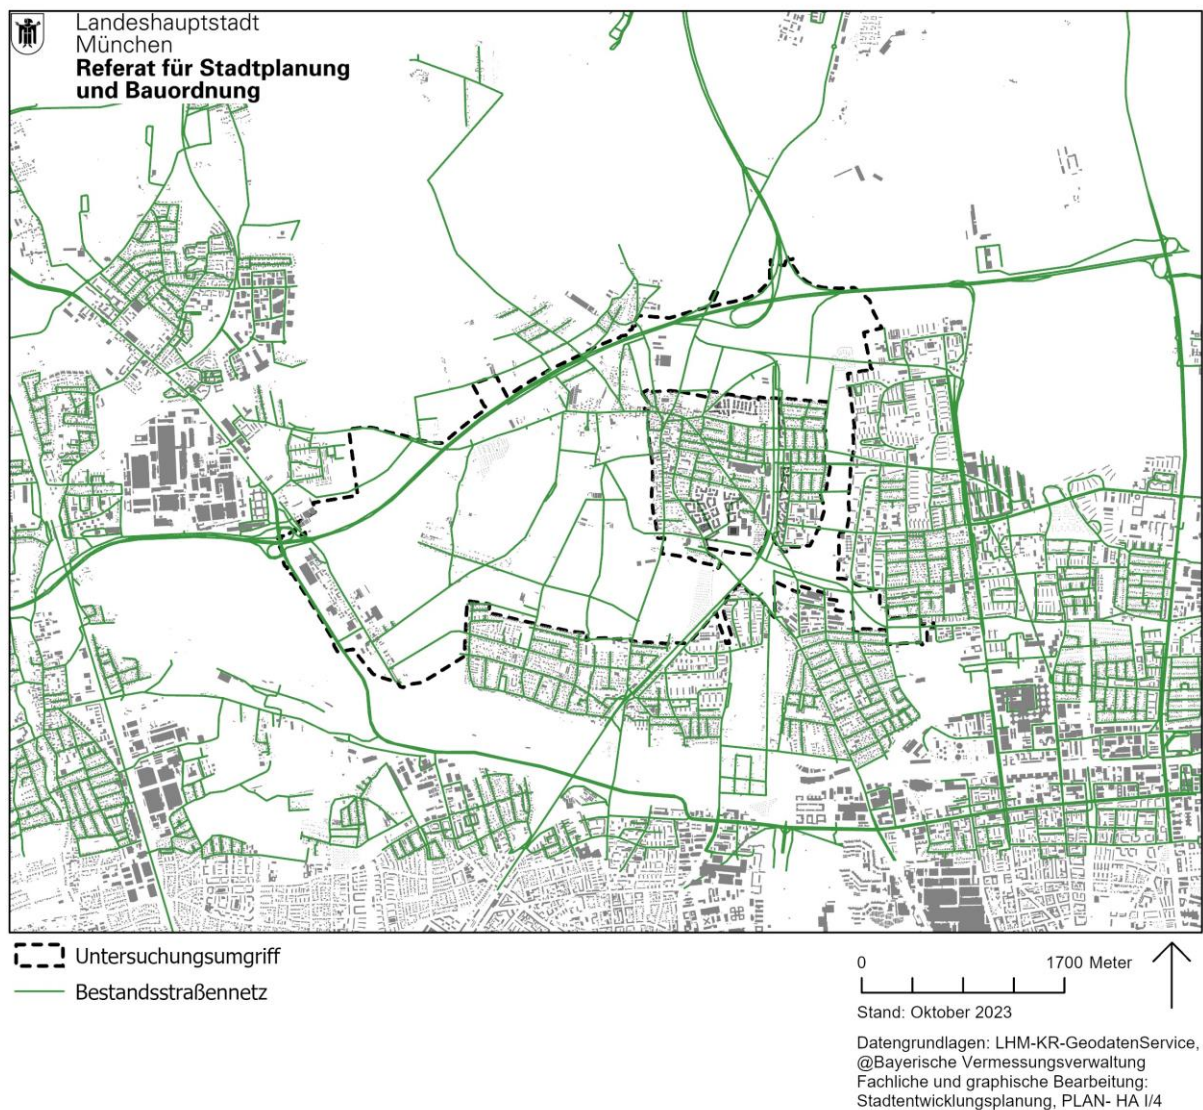 Landeshauptstadt
München
Referat für Stadtplanung
und Bauordnung
Untersuchungsumgriff
Bestandsstraßennetz
0 1700 Meter
Stand: Oktober 2023
Datengrundlagen: LHM-KR-GeodatenService,
@Bayerische Vermessungsverwaltung
Fachliche und graphische Bearbeitung:
Stadtentwicklungsplanung, PLAN- HA I/4